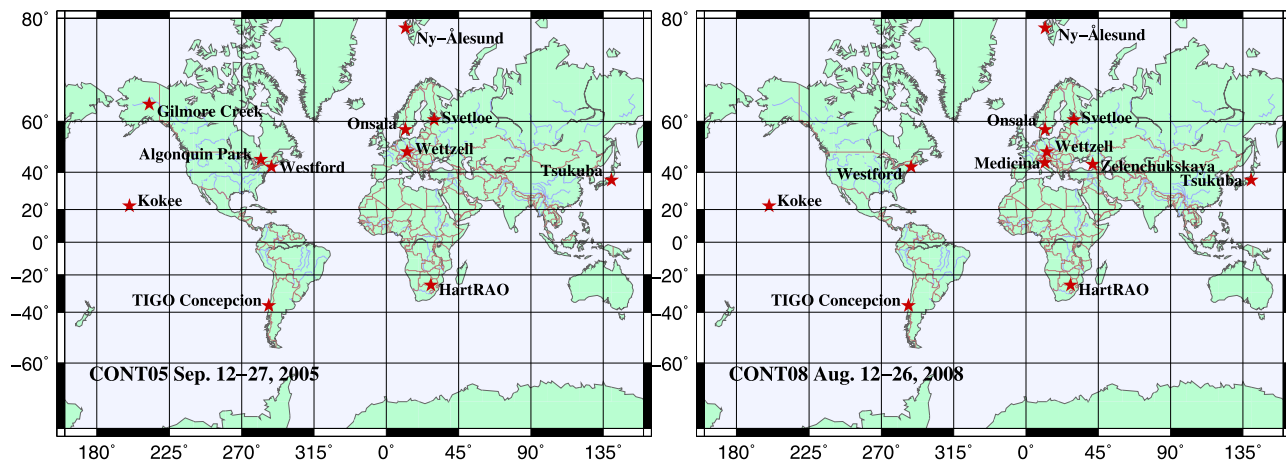 80˚
60˚
40˚
20˚
0˚
−20˚
−40˚
−60˚
Ny−Ålesund
Gilmore Creek
Onsala
Svetloe
Algonquin Park
Wettzell
Westford
Tsukuba
Kokee
HartRAO
TIGO Concepcion
CONT05 Sep. 12−27, 2005
180˚ 225˚ 270˚ 315˚ 0˚ 45˚ 90˚ 135˚
80˚
60˚
40˚
20˚
0˚
−20˚
−40˚
−60˚
Ny−Ålesund
Onsala
Svetloe
Wettzell
Medicina
Zelenchukskaya
Westford
Tsukuba
Kokee
HartRAO
TIGO Concepcion
CONT08 Aug. 12−26, 2008
180˚ 225˚ 270˚ 315˚ 0˚ 45˚ 90˚ 135˚